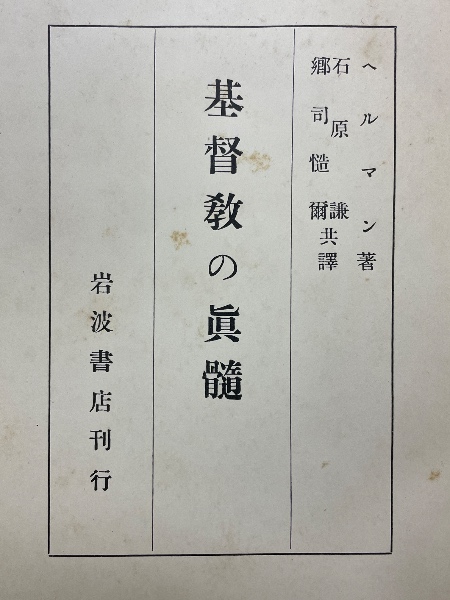 ヘルマン著
石原謙
郷司慥爾
共譯
基督教の眞髓
岩波書店刊行